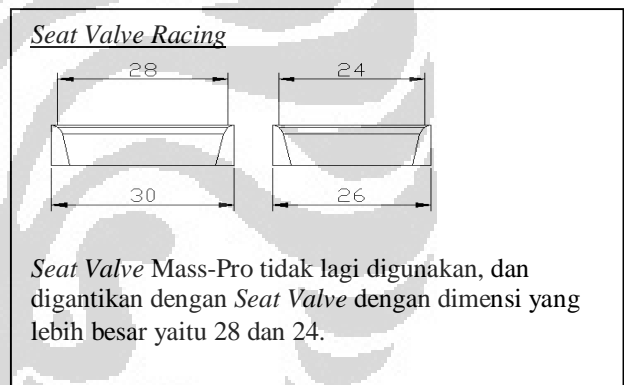 Seat Valve Racing
28 24
30 26
Seat Valve Mass-Pro tidak lagi digunakan, dan
digantikan dengan Seat Valve dengan dimensi yang
lebih besar yaitu 28 dan 24.